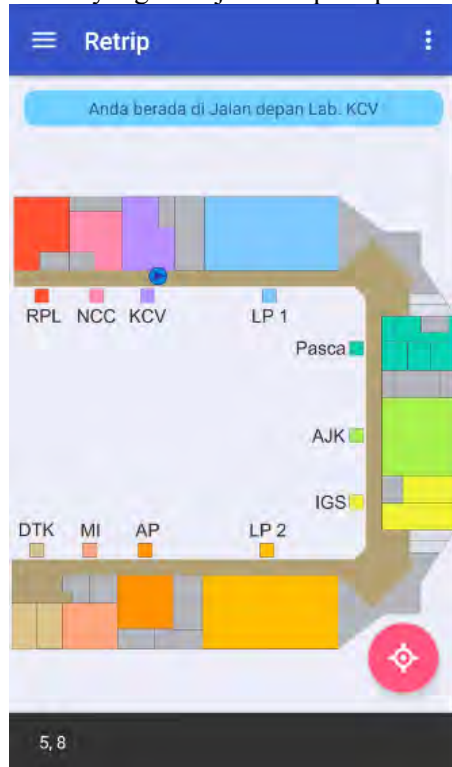 Retrip
Anda berada di Jalan depan Lab. KCV
RPL NCC KCV LP 1
Pasca
AJK
IGS
DTK MI AP LP 2
5, 8